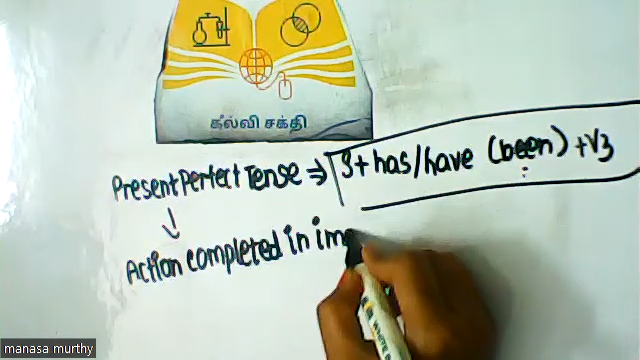 கல்வி சக்தி
Present Perfect Tense ⇒ S + has/have (been) + V3
↓
Action completed in im
manasa murthy